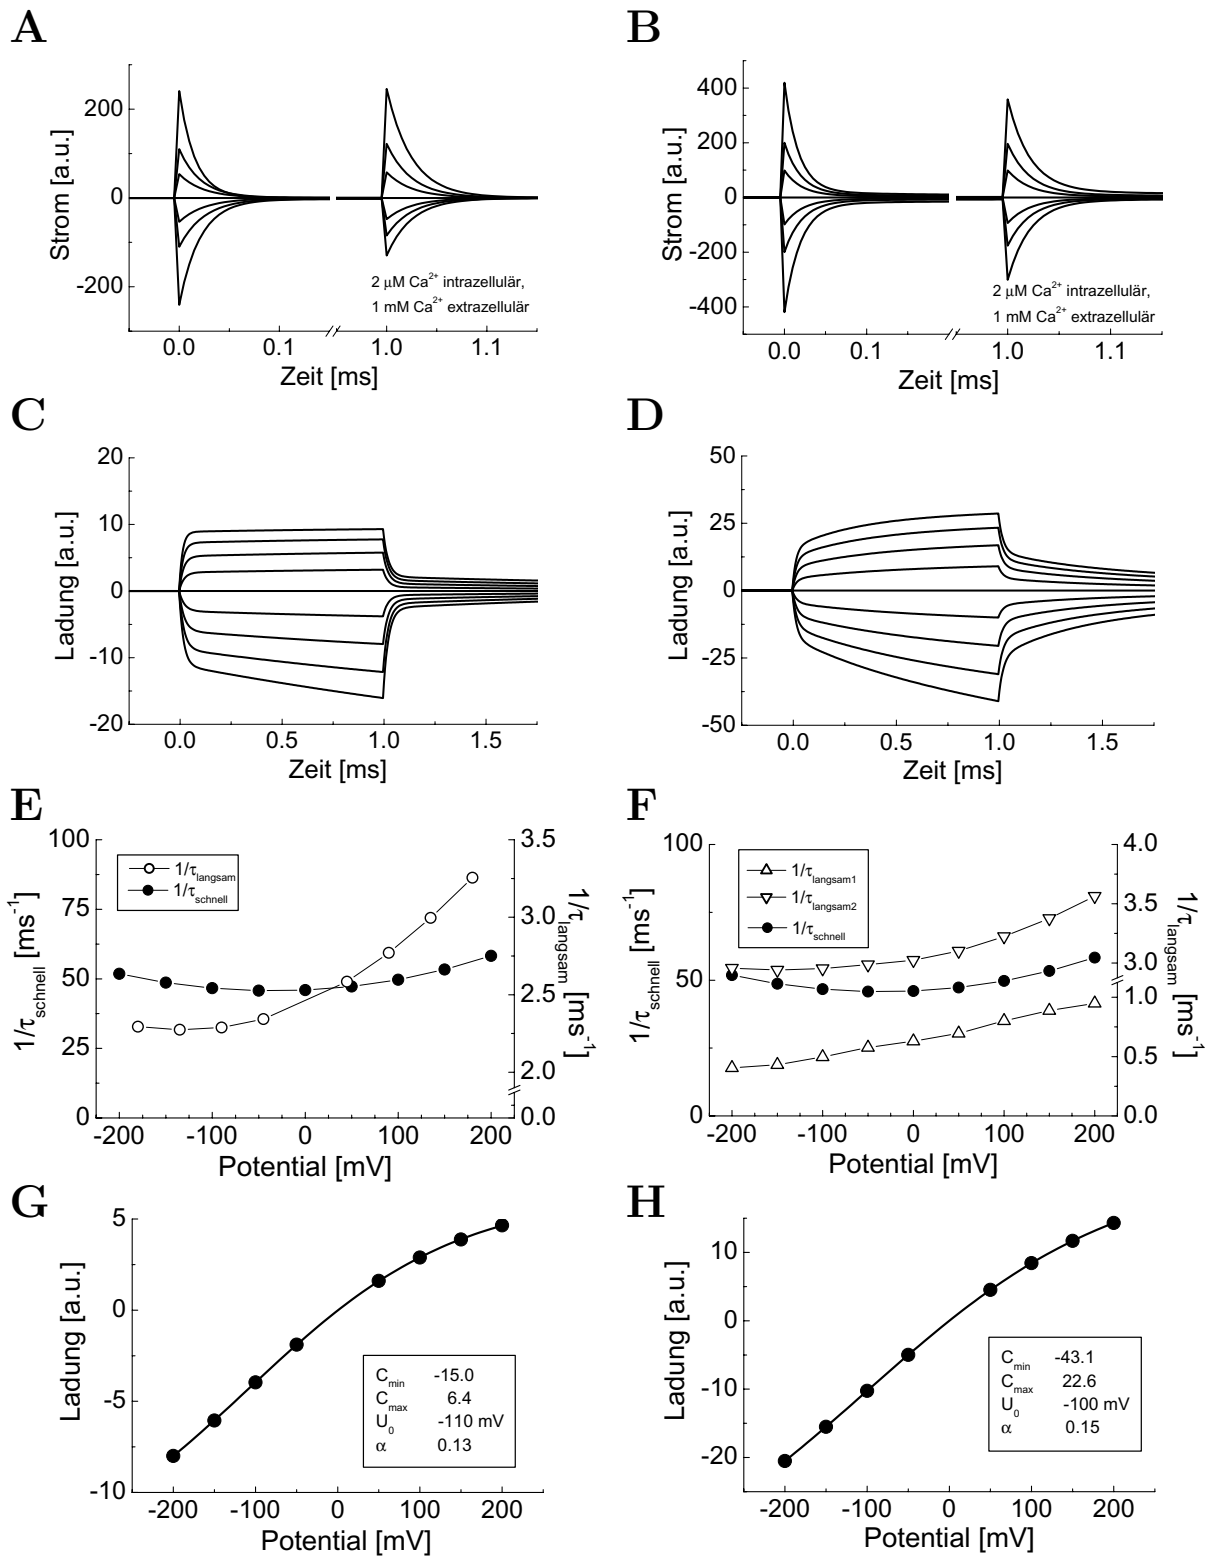 A
B
Strom [a.u.]
200
0
-200
2 μM Ca²⁺ intrazellulär,
1 mM Ca²⁺ extrazellulär
0.0 0.1 1.0 1.1
Zeit [ms]
Strom [a.u.]
400
200
0
-200
-400
2 μM Ca²⁺ intrazellulär,
1 mM Ca²⁺ extrazellulär
0.0 0.1 1.0 1.1
Zeit [ms]
C
D
Ladung [a.u.]
20
10
0
-10
-20
0.0 0.5 1.0 1.5
Zeit [ms]
Ladung [a.u.]
50
25
0
-25
-50
0.0 0.5 1.0 1.5
Zeit [ms]
E
F
1/τschnell [ms⁻¹]
100
75
50
25
0
1/τlangsam
1/τschnell
3.5
3.0
2.5
2.0
0.0
1/τlangsam [ms⁻¹]
-200 -100 0 100 200
Potential [mV]
1/τschnell [ms⁻¹]
100
50
0
1/τlangsam1
1/τlangsam2
1/τschnell
4.0
3.5
3.0
1.0
0.5
0.0
1/τlangsam [ms⁻¹]
-200 -100 0 100 200
Potential [mV]
G
H
Ladung [a.u.]
5
0
-5
-10
Cmin -15.0
Cmax 6.4
U0 -110 mV
α 0.13
-200 -100 0 100 200
Potential [mV]
Ladung [a.u.]
10
0
-10
-20
Cmin -43.1
Cmax 22.6
U0 -100 mV
α 0.15
-200 -100 0 100 200
Potential [mV]